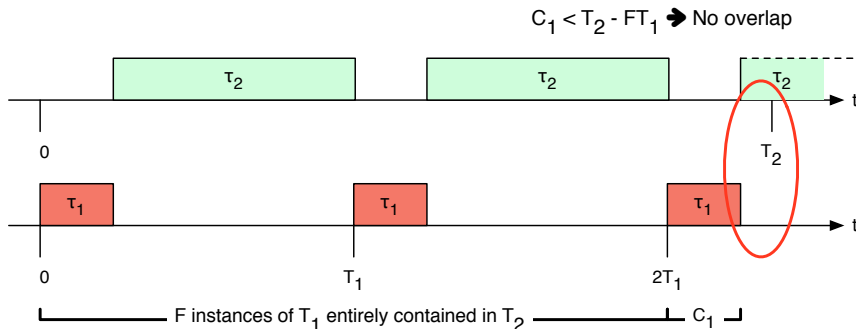 C₁ < T₂ - FT₁ ➔ No overlap
τ₂ τ₂ τ₂
t
0 T₂
τ₁ τ₁ τ₁
t
0 T₁ 2T₁
F instances of T₁ entirely contained in T₂ C₁